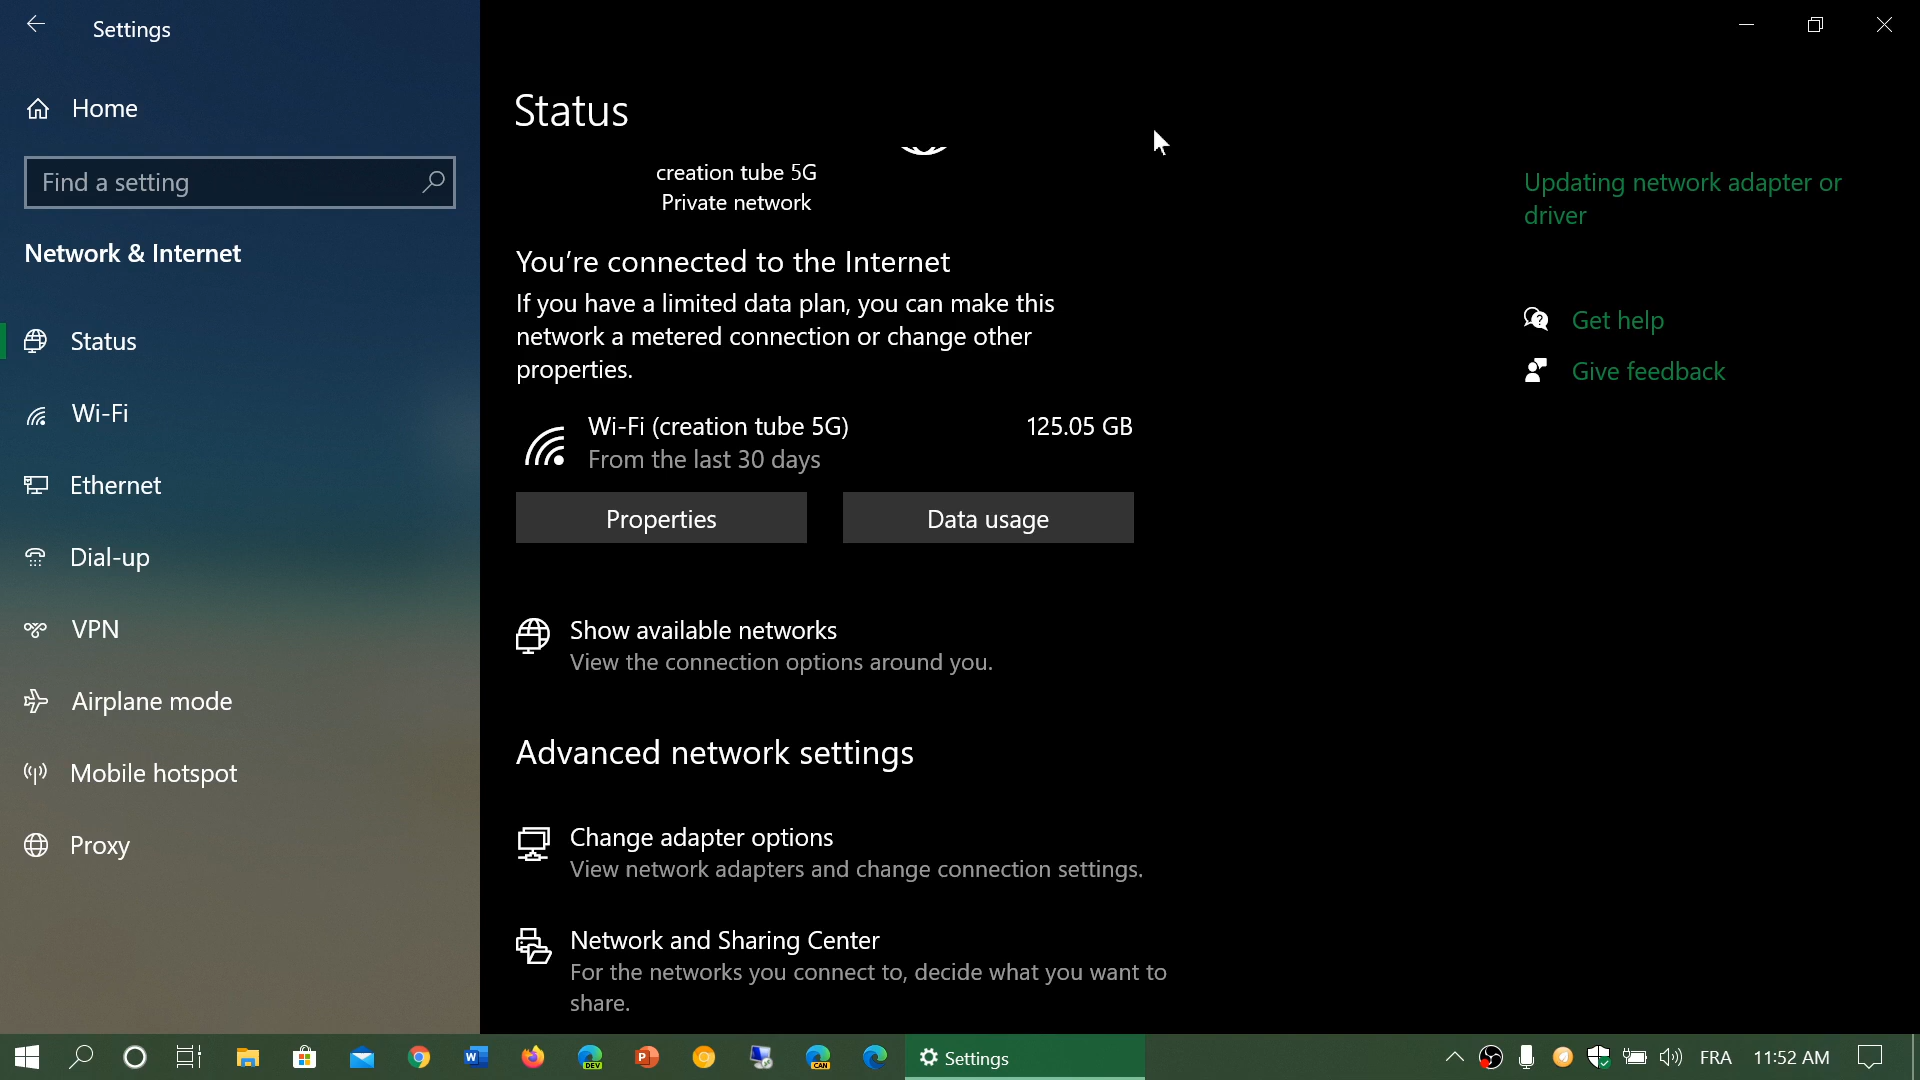 Settings
Home
Find a setting
Network & Internet
Status
Wi-Fi
Ethernet
Dial-up
VPN
Airplane mode
Mobile hotspot
Proxy
Status
creation tube 5G
Private network
You're connected to the Internet
If you have a limited data plan, you can make this
network a metered connection or change other
properties.
Wi-Fi (creation tube 5G) 125.05 GB
From the last 30 days
Properties Data usage
Show available networks
View the connection options around you.
Advanced network settings
Change adapter options
View network adapters and change connection settings.
Network and Sharing Center
For the networks you connect to, decide what you want to
share.
Updating network adapter or
driver
Get help
Give feedback
W DEV P CAN Settings FRA 11:52 AM